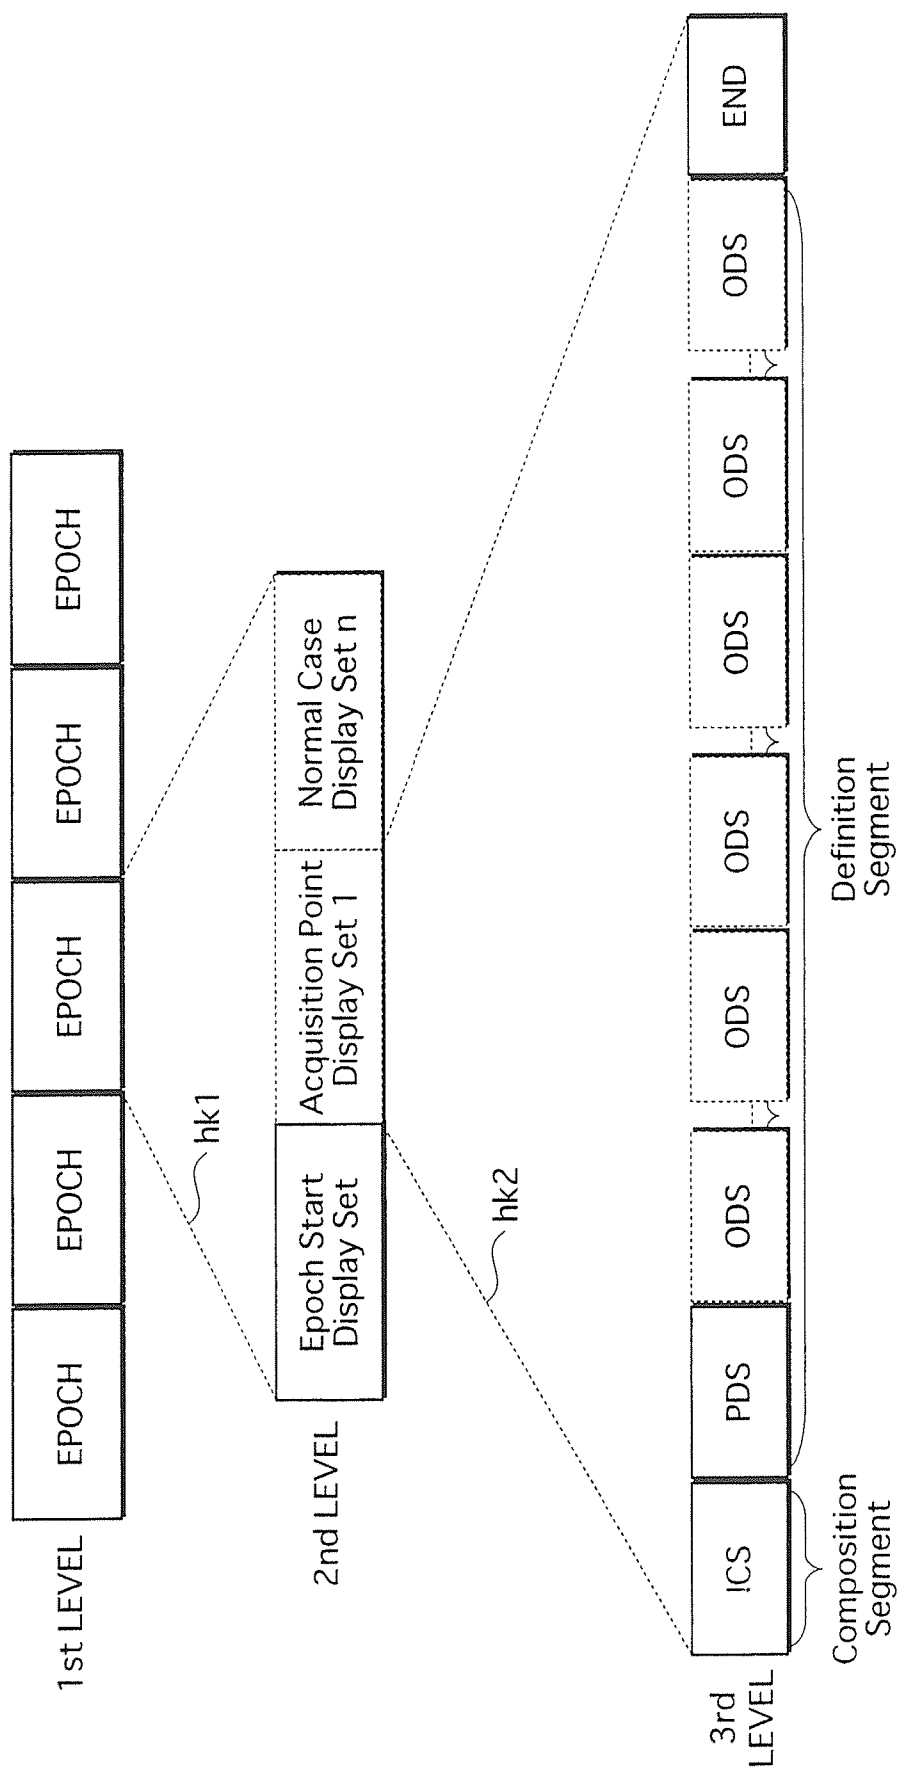 1st LEVEL
EPOCH
EPOCH
EPOCH
EPOCH
EPOCH
hk1
2nd LEVEL
Epoch Start
Display Set
Acquisition Point
Display Set 1
Normal Case
Display Set n
hk2
3rd
LEVEL
ICS
PDS
ODS
ODS
ODS
ODS
ODS
ODS
END
Composition
Segment
Definition
Segment